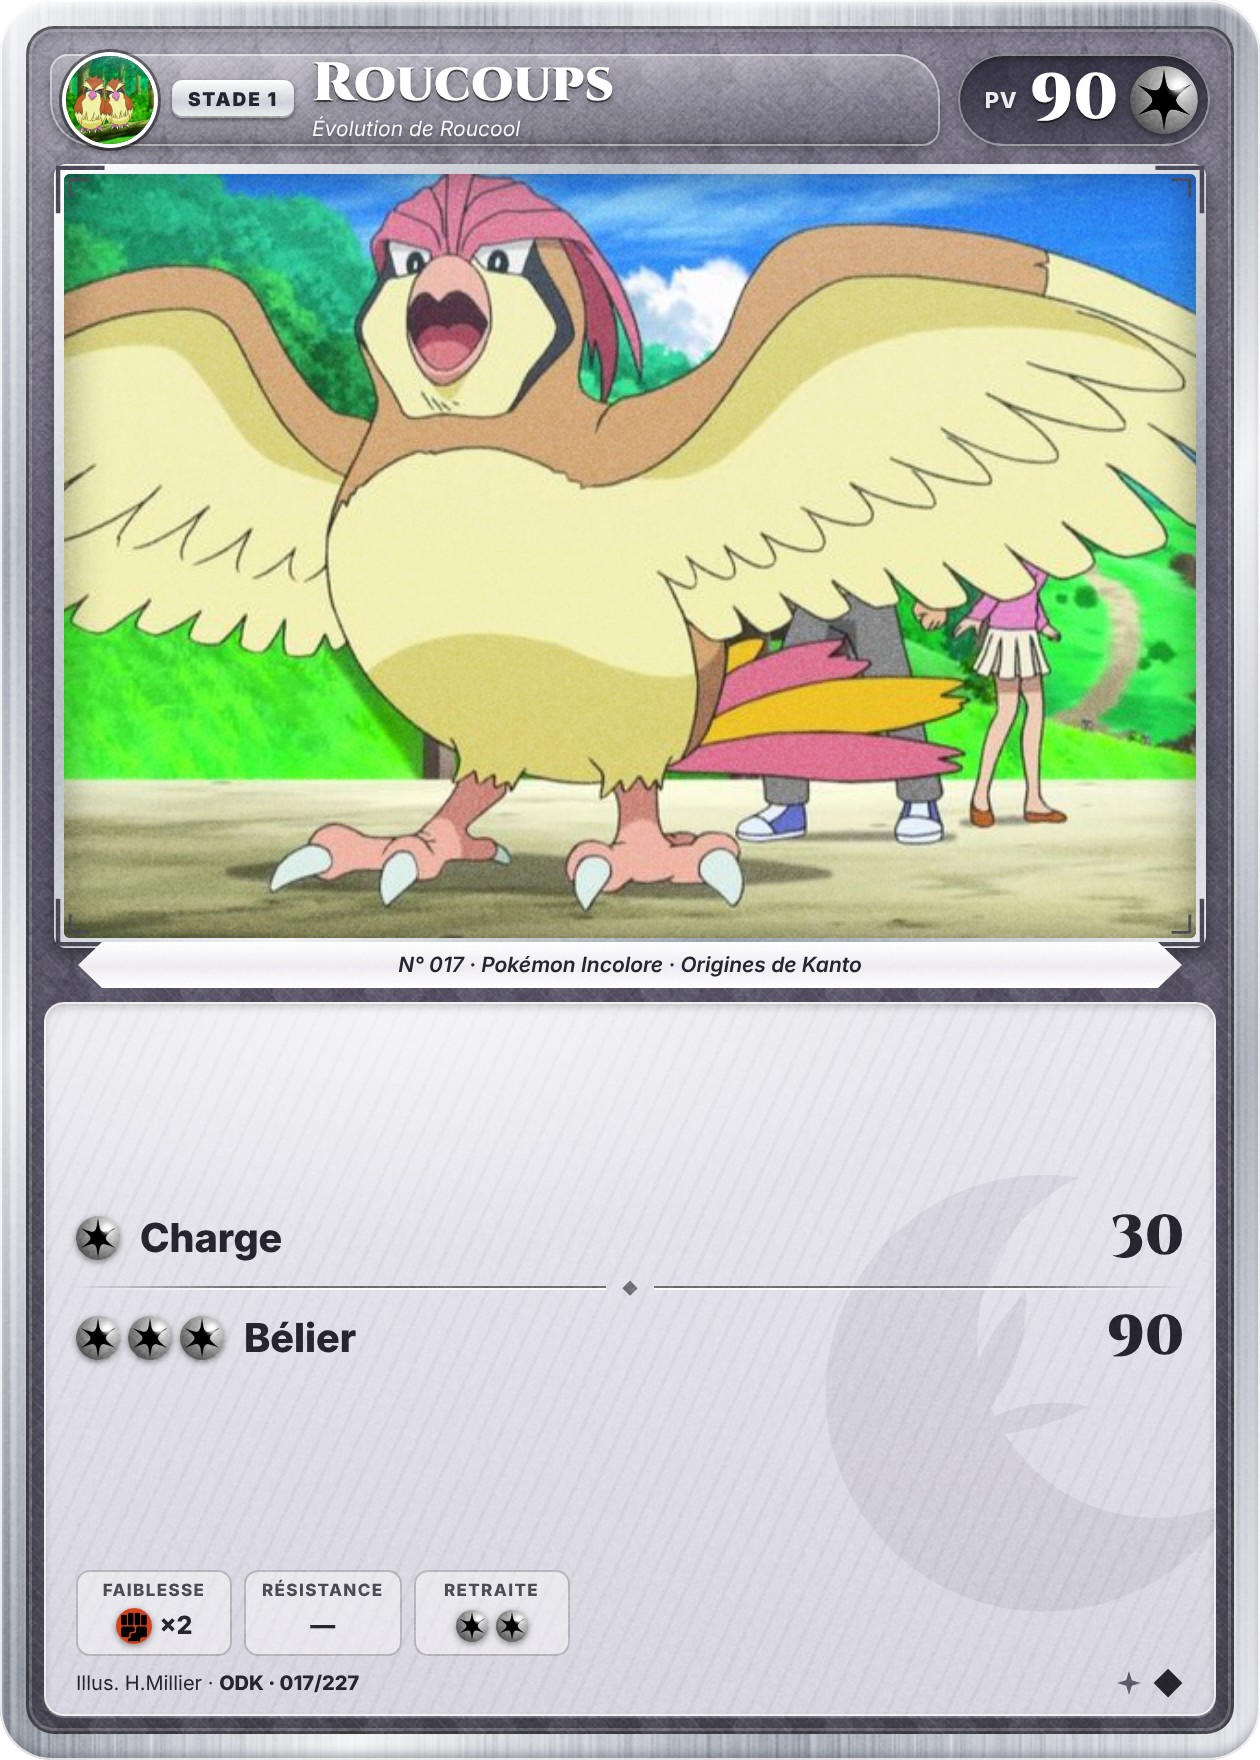 STADE 1
Roucoups
Évolution de Roucool
PV 90
N° 017 · Pokémon Incolore · Origines de Kanto
Charge 30
Bélier 90
FAIBLESSE
×2
RÉSISTANCE
—
RETRAITE
Illus. H.Millier · ODK · 017/227